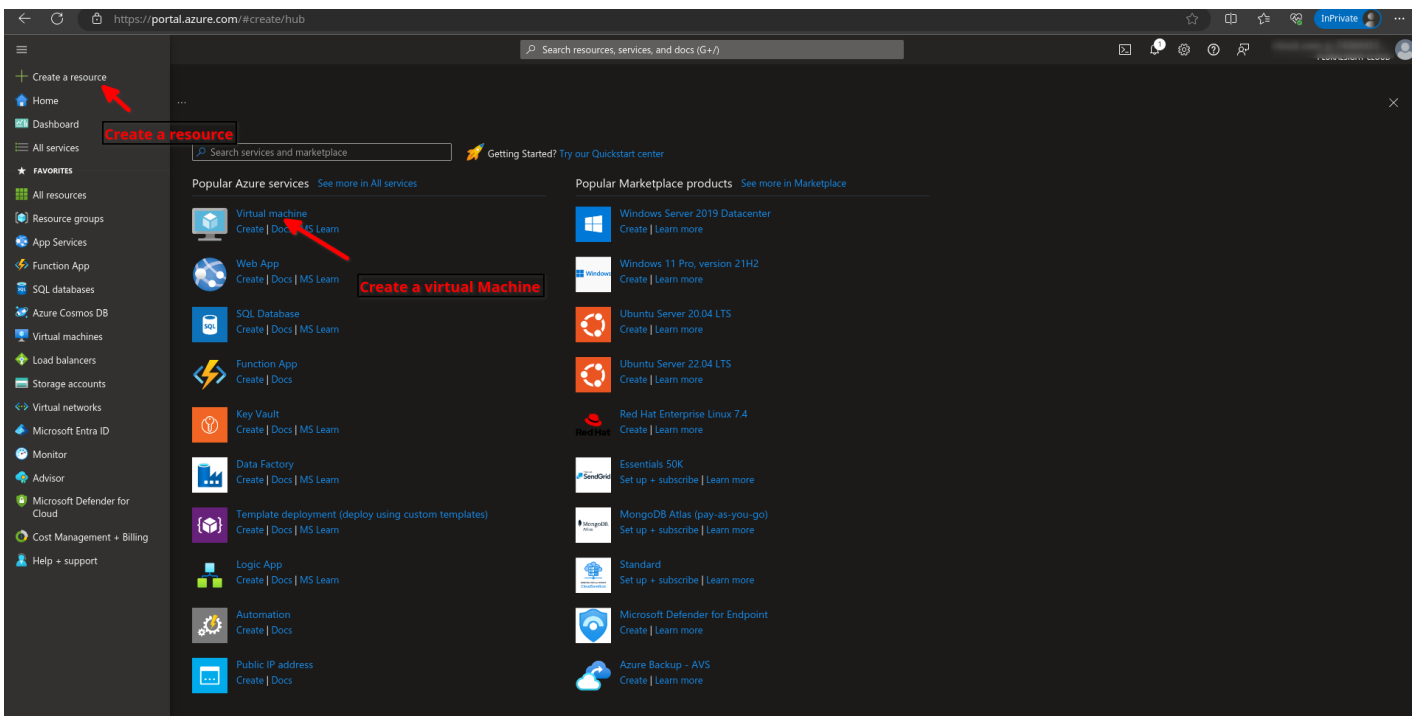 https://portal.azure.com/#create/hub
InPrivate
Search resources, services, and docs (G+/)
1
Create a resource
Home
Dashboard
All services
FAVORITES
All resources
Resource groups
App Services
Function App
SQL databases
Azure Cosmos DB
Virtual machines
Load balancers
Storage accounts
Virtual networks
Microsoft Entra ID
Monitor
Advisor
Microsoft Defender for
Cloud
Cost Management + Billing
Help + support
...
Create a resource
Search services and marketplace
Getting Started? Try our Quickstart center
Popular Azure services See more in All services
Virtual machine
Create | Docs | MS Learn
Web App
Create | Docs | MS Learn
Create a virtual Machine
SQL Database
Create | Docs | MS Learn
Function App
Create | Docs
Key Vault
Create | Docs | MS Learn
Data Factory
Create | Docs | MS Learn
Template deployment (deploy using custom templates)
Create | Docs | MS Learn
Logic App
Create | Docs | MS Learn
Automation
Create | Docs
Public IP address
Create | Docs
Popular Marketplace products See more in Marketplace
Windows Server 2019 Datacenter
Create | Learn more
Windows 11 Pro, version 21H2
Create | Learn more
Ubuntu Server 20.04 LTS
Create | Learn more
Ubuntu Server 22.04 LTS
Create | Learn more
Red Hat Enterprise Linux 7.4
Create | Learn more
Red Hat
Essentials 50K
Set up + subscribe | Learn more
SendGrid
MongoDB Atlas (pay-as-you-go)
Set up + subscribe | Learn more
MongoDB.
Standard
Set up + subscribe | Learn more
Microsoft Defender for Endpoint
Create | Learn more
Azure Backup - AVS
Create | Learn more